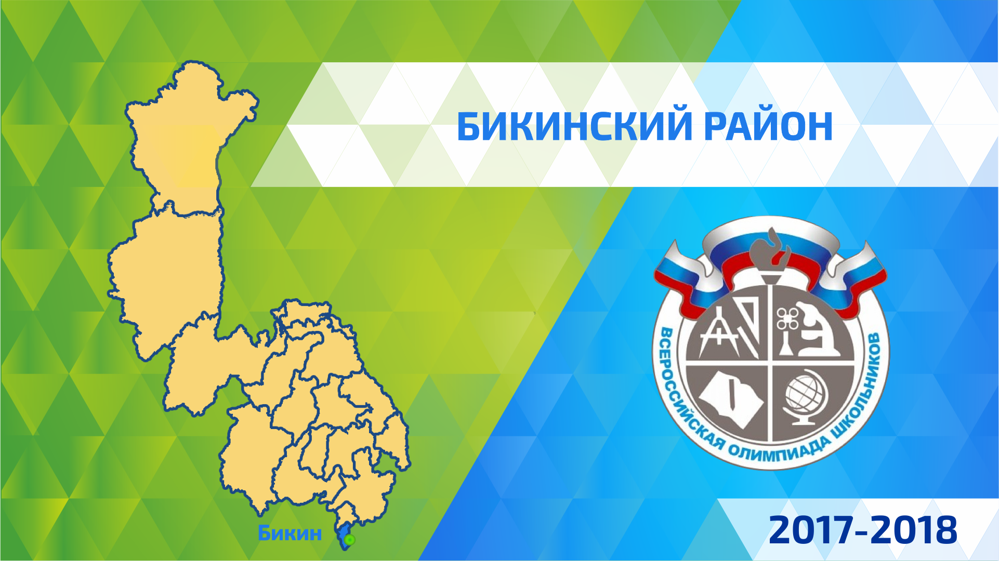 БИКИНСКИЙ РАЙОН
ВСЕРОССИЙСКАЯ ОЛИМПИАДА ШКОЛЬНИКОВ
Бикин
2017-2018